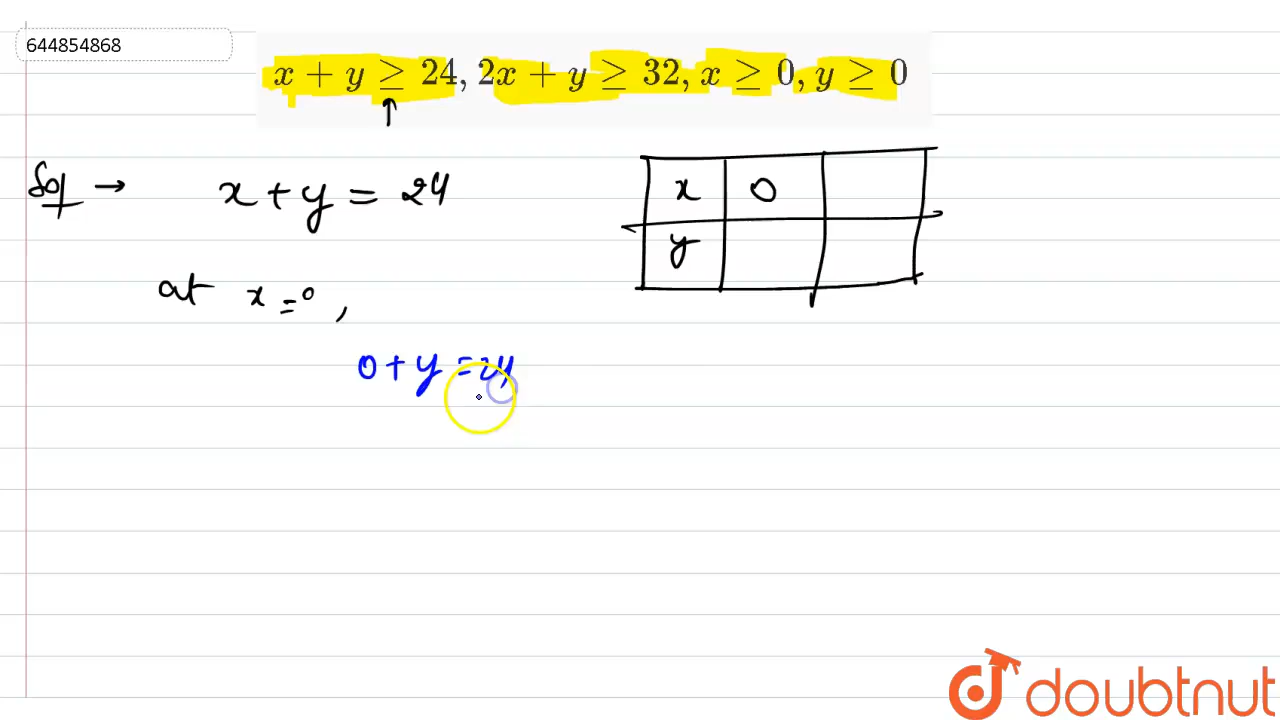 644854868
x + y ≥ 24, 2x + y ≥ 32, x ≥ 0, y ≥ 0
Sol → x + y = 24
x 0
y
at x = 0,
0 + y = 24
doubtnut